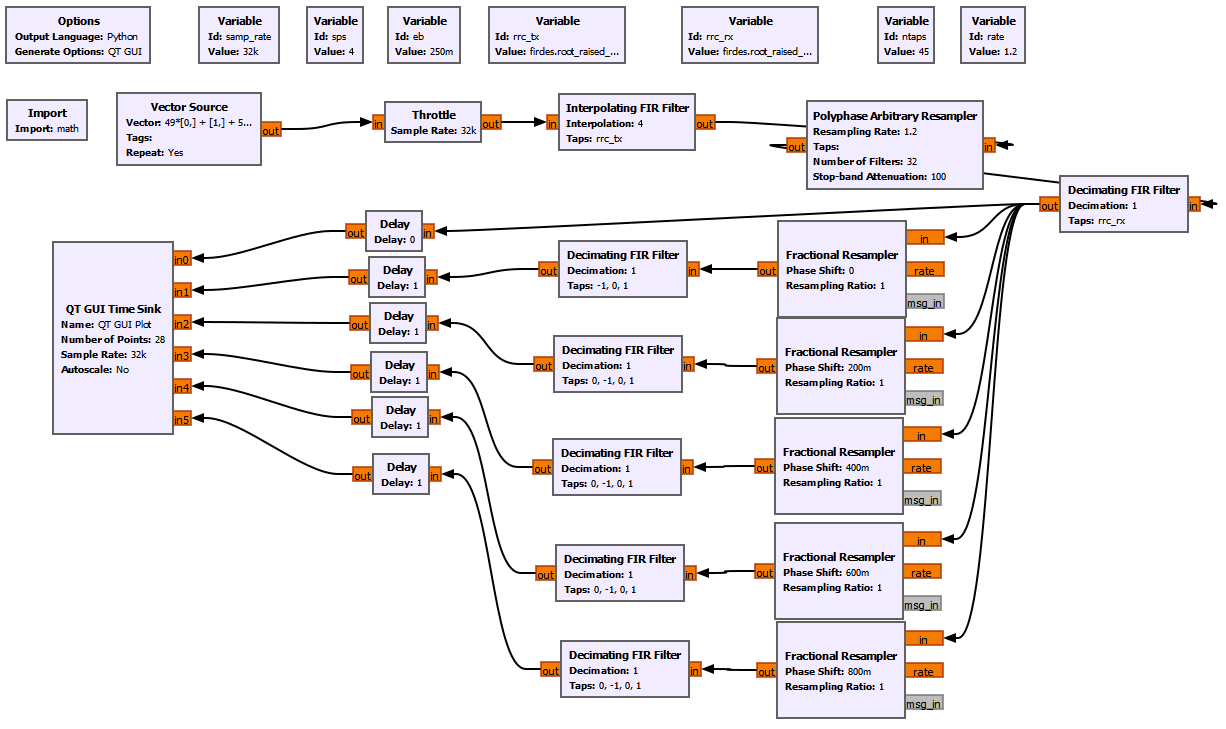 Options
Output Language: Python
Generate Options: QT GUI
Variable
Id: samp_rate
Value: 32k
Variable
Id: sps
Value: 4
Variable
Id: eb
Value: 250m
Variable
Id: rrc_tx
Value: firdes.root_raised_...
Variable
Id: rrc_rx
Value: firdes.root_raised_...
Variable
Id: ntaps
Value: 45
Variable
Id: rate
Value: 1.2
Import
Import: math
Vector Source
Vector: 49*[0,] + [1,] + 5...
Tags:
Repeat: Yes
out
in
Throttle
Sample Rate: 32k
out
in
Interpolating FIR Filter
Interpolation: 4
Taps: rrc_tx
out
out
Polyphase Arbitrary Resampler
Resampling Rate: 1.2
Taps:
Number of Filters: 32
Stop-band Attenuation: 100
in
out
Decimating FIR Filter
Decimation: 1
Taps: rrc_rx
in
QT GUI Time Sink
Name: QT GUI Plot
Number of Points: 28
Sample Rate: 32k
Autoscale: No
in0
in1
in2
in3
in4
in5
out
Delay
Delay: 0
in
out
Delay
Delay: 1
in
out
Delay
Delay: 1
in
out
Delay
Delay: 1
in
out
Delay
Delay: 1
in
out
Delay
Delay: 1
in
out
Decimating FIR Filter
Decimation: 1
Taps: -1, 0, 1
in
out
Fractional Resampler
Phase Shift: 0
Resampling Ratio: 1
in
rate
msg_in
out
Decimating FIR Filter
Decimation: 1
Taps: 0, -1, 0, 1
in
out
Fractional Resampler
Phase Shift: 200m
Resampling Ratio: 1
in
rate
msg_in
out
Decimating FIR Filter
Decimation: 1
Taps: 0, -1, 0, 1
in
out
Fractional Resampler
Phase Shift: 400m
Resampling Ratio: 1
in
rate
msg_in
out
Decimating FIR Filter
Decimation: 1
Taps: 0, -1, 0, 1
in
out
Fractional Resampler
Phase Shift: 600m
Resampling Ratio: 1
in
rate
msg_in
out
Decimating FIR Filter
Decimation: 1
Taps: 0, -1, 0, 1
in
out
Fractional Resampler
Phase Shift: 800m
Resampling Ratio: 1
in
rate
msg_in